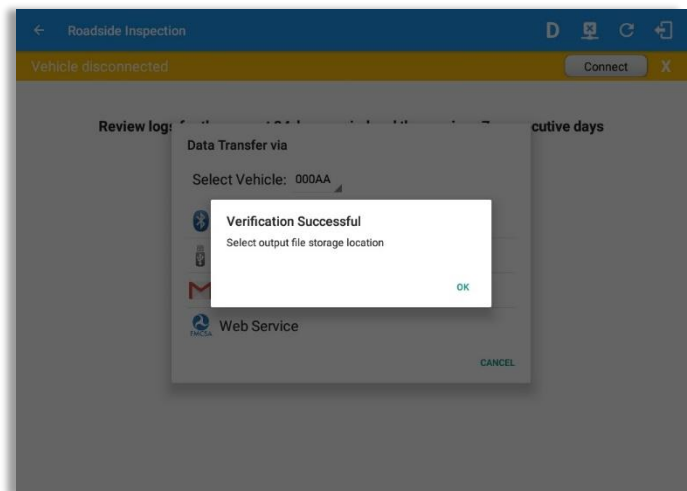 Roadside Inspection
D
Vehicle disconnected
Connect X
Review logs
cutive days
Data Transfer via
Select Vehicle: 000AA
Verification Successful
Select output file storage location
OK
FMCSA
Web Service
CANCEL